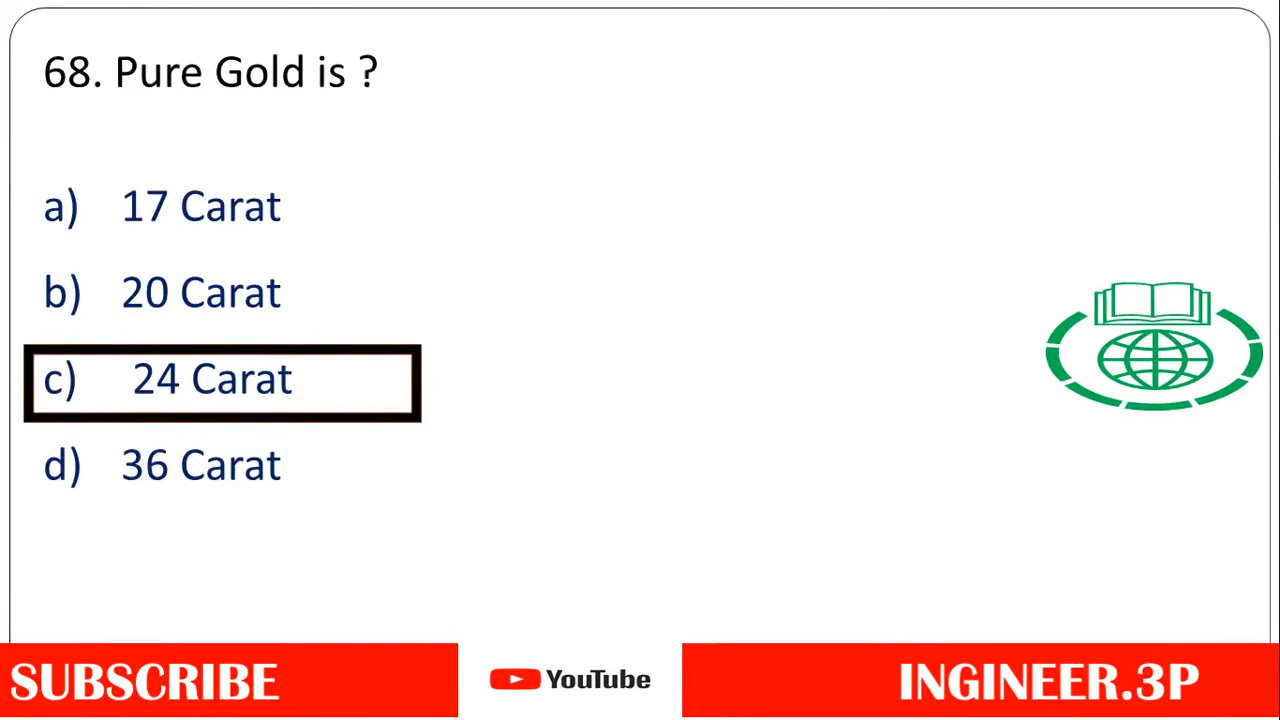 68. Pure Gold is ?
a) 17 Carat
b) 20 Carat
c) 24 Carat
d) 36 Carat
SUBSCRIBE YouTube INGINEER.3P